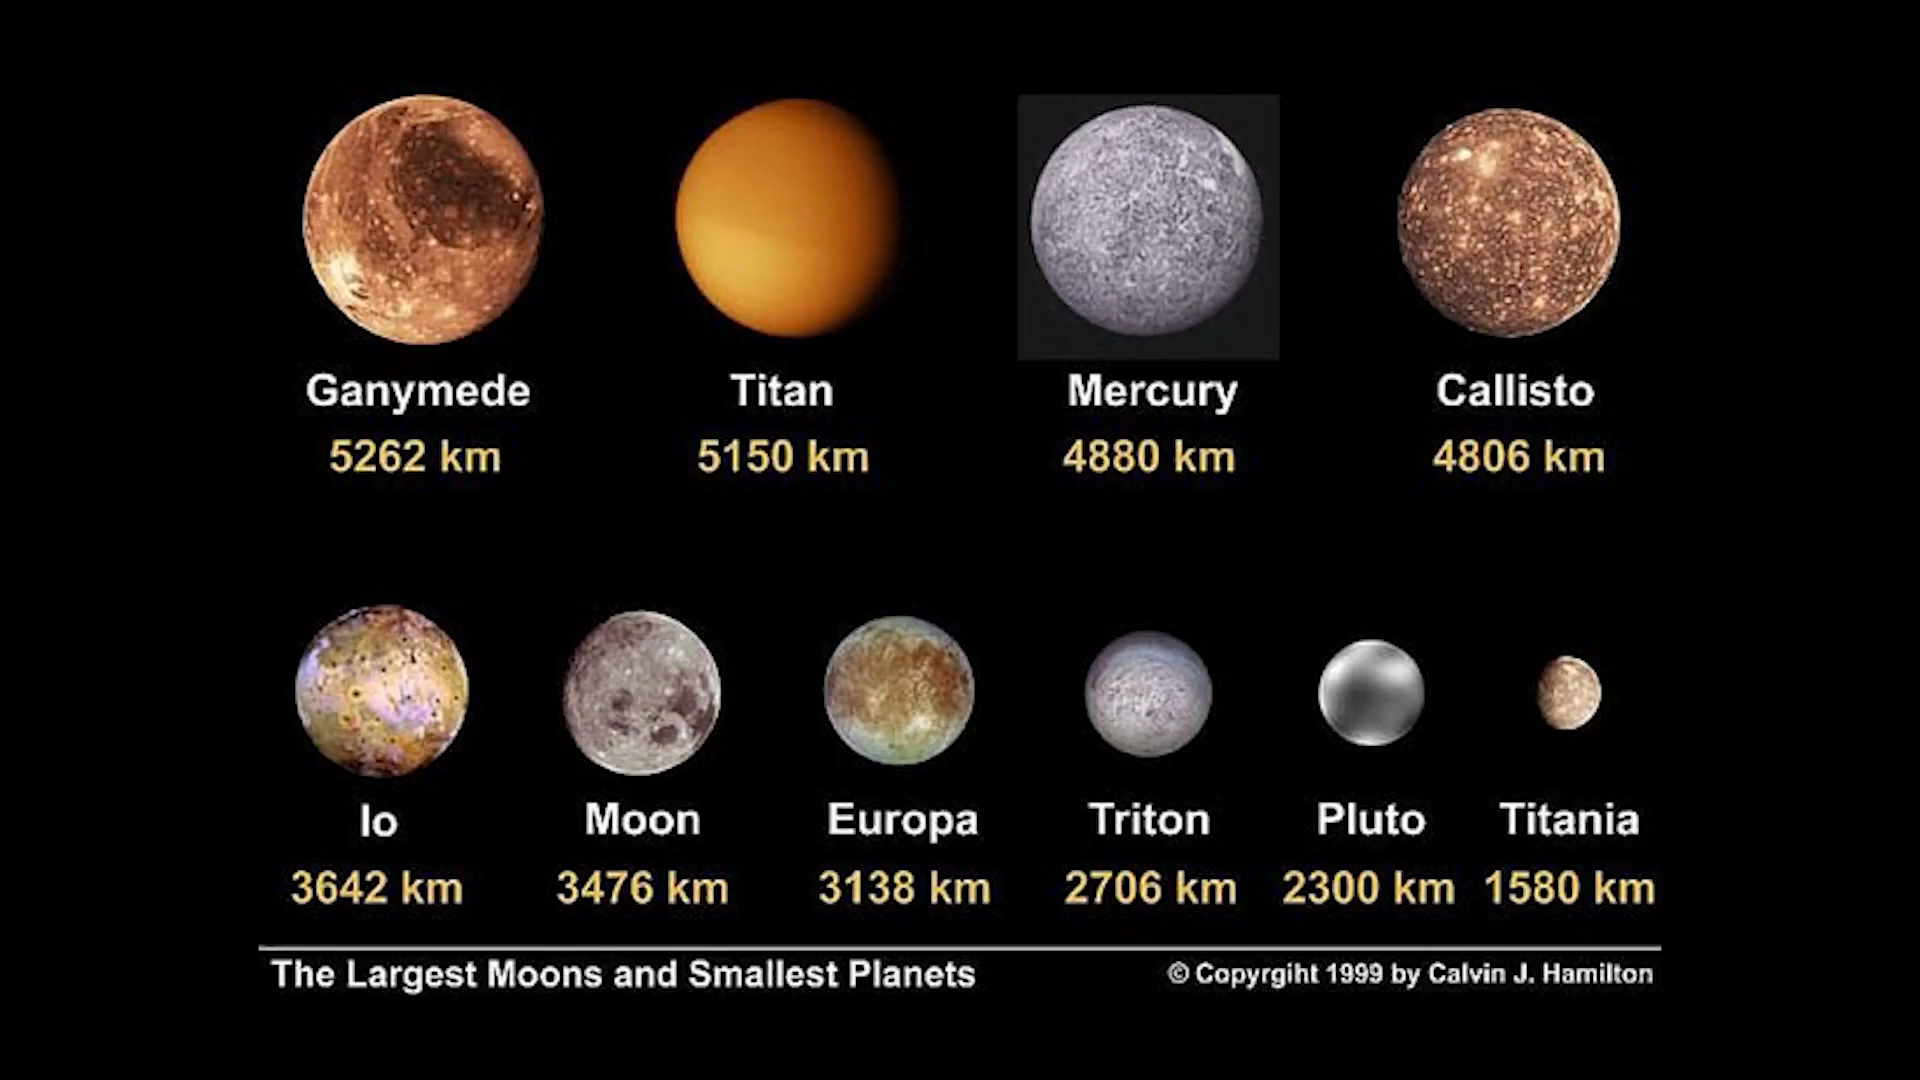 Ganymede Titan Mercury Callisto
5262 km 5150 km 4880 km 4806 km
Io Moon Europa Triton Pluto Titania
3642 km 3476 km 3138 km 2706 km 2300 km 1580 km
The Largest Moons and Smallest Planets © Copyrgiht 1999 by Calvin J. Hamilton